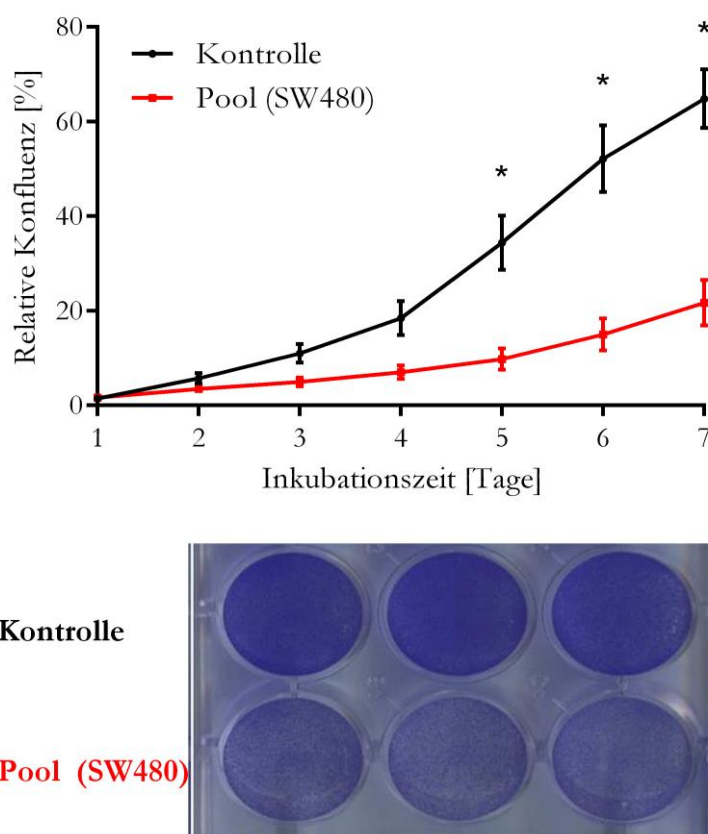 80
60
40
20
0
Relative Konfluenz [%]
Kontrolle
Pool (SW480)
*
*
*
1 2 3 4 5 6 7
Inkubationszeit [Tage]
Kontrolle
Pool (SW480)